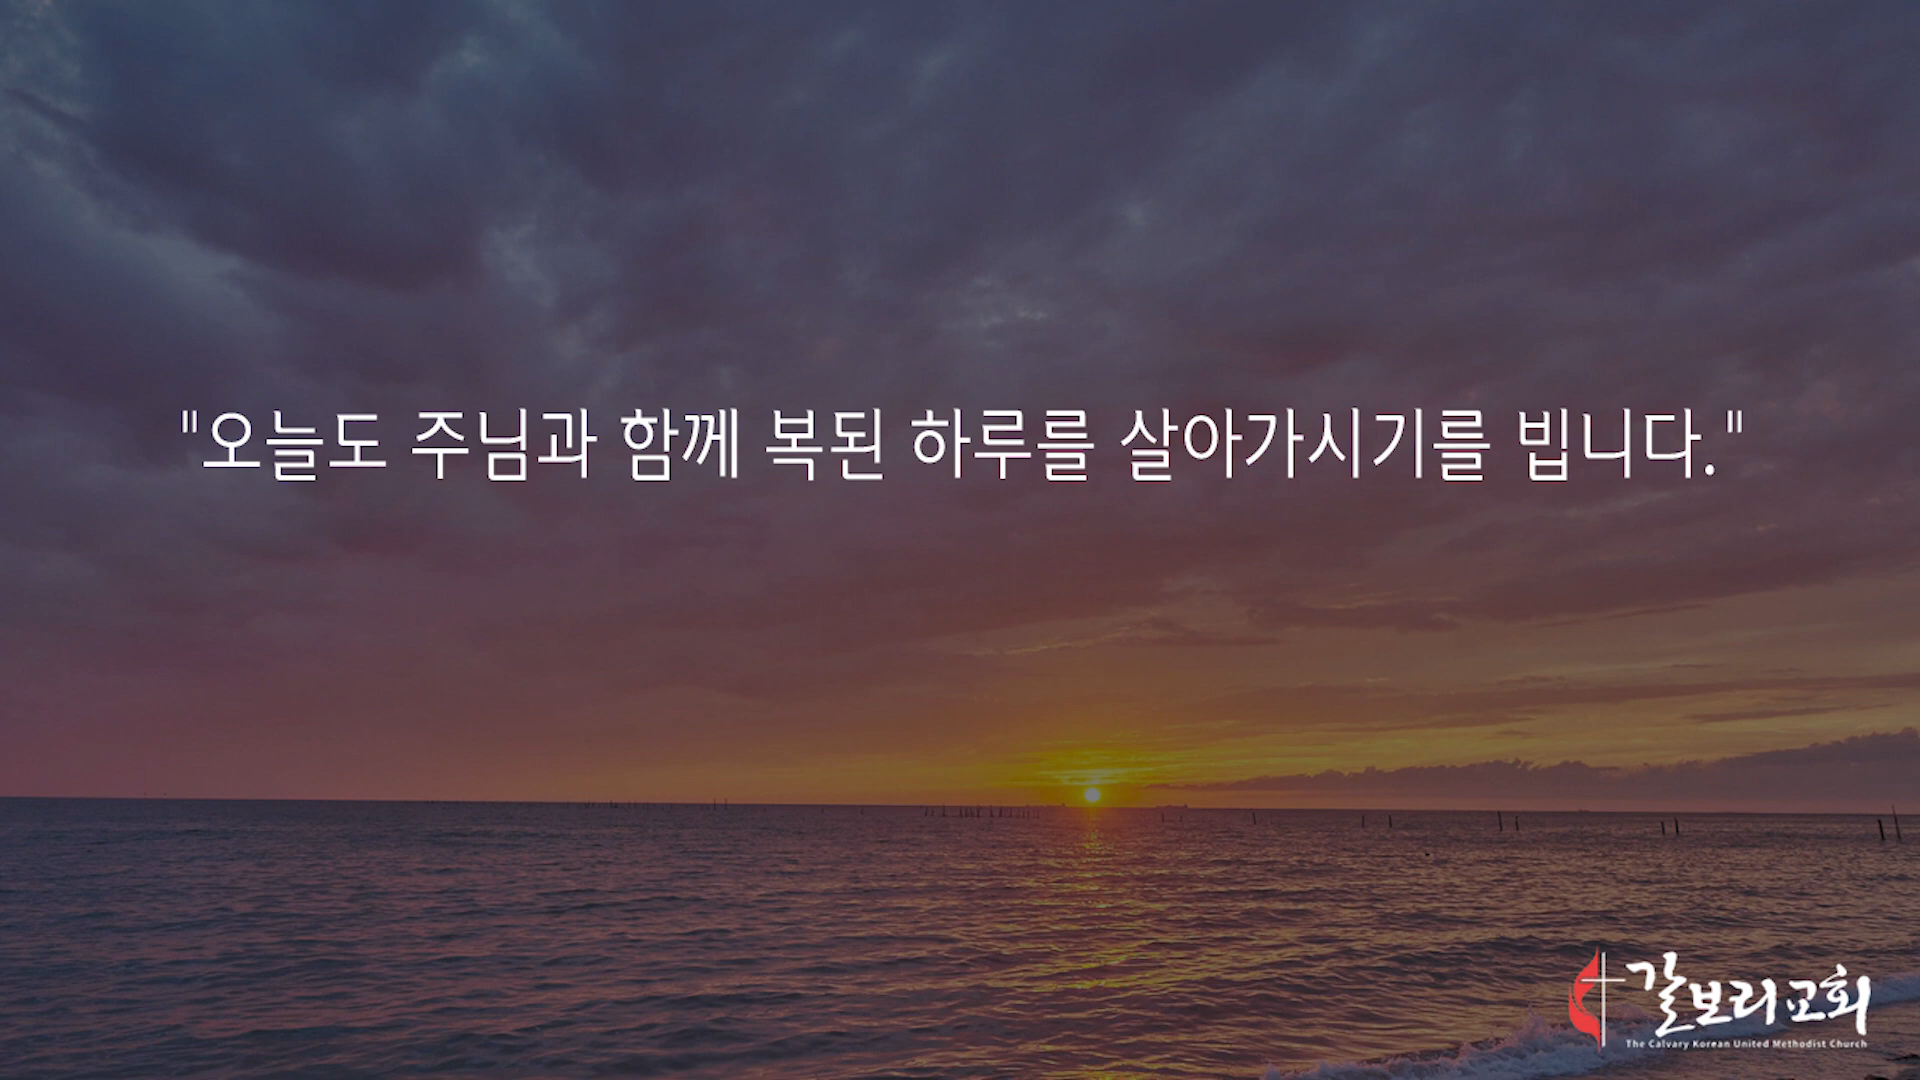 "오늘도 주님과 함께 복된 하루를 살아가시기를 빕니다."
갈보리교회
The Calvary Korean United Methodist Church